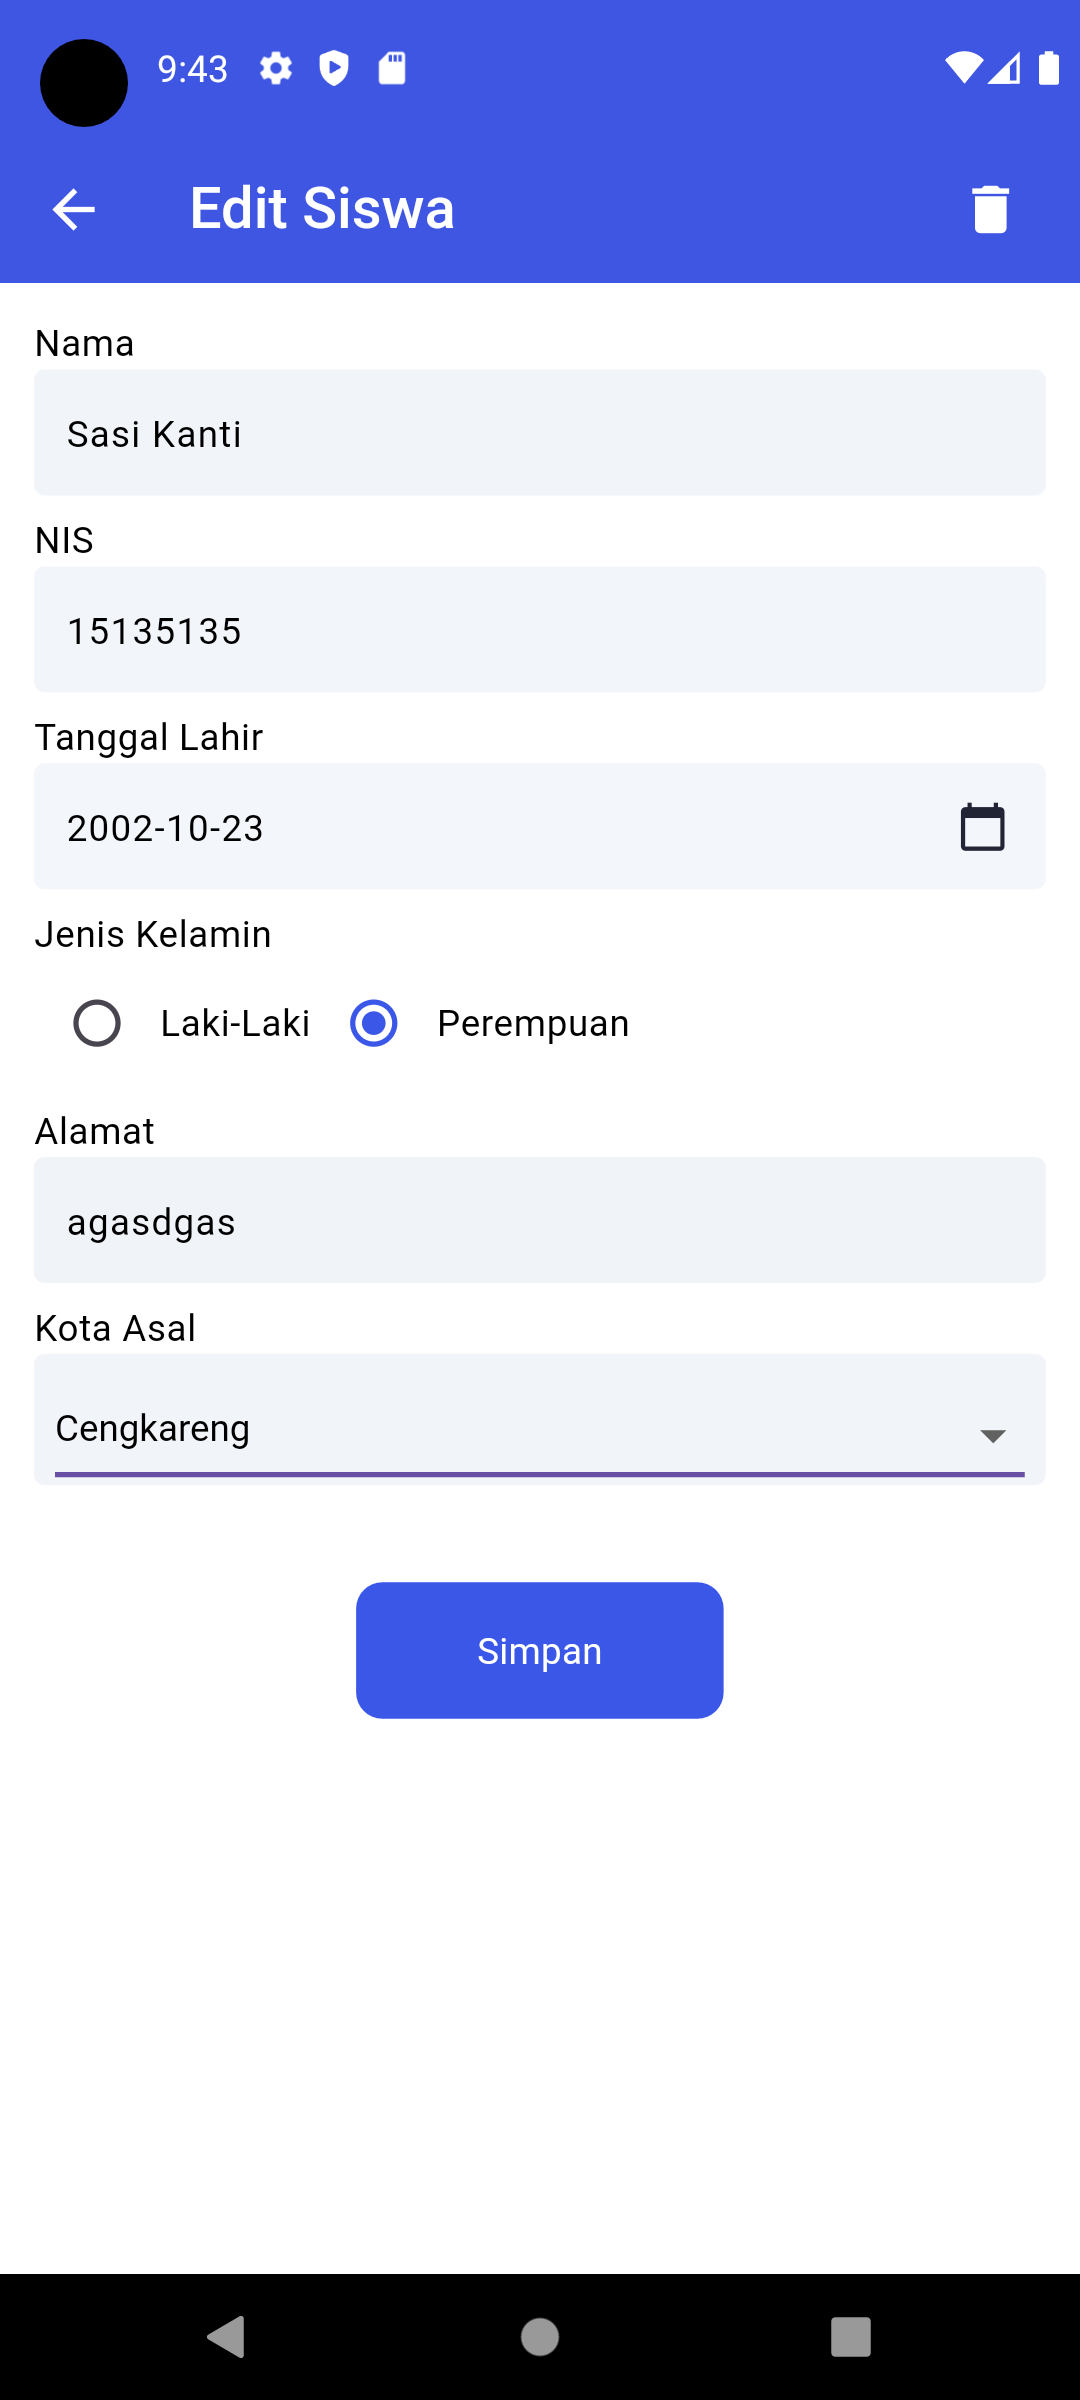 9:43
Edit Siswa
Nama
Sasi Kanti
NIS
15135135
Tanggal Lahir
2002-10-23
Jenis Kelamin
Laki-Laki Perempuan
Alamat
agasdgas
Kota Asal
Cengkareng
Simpan